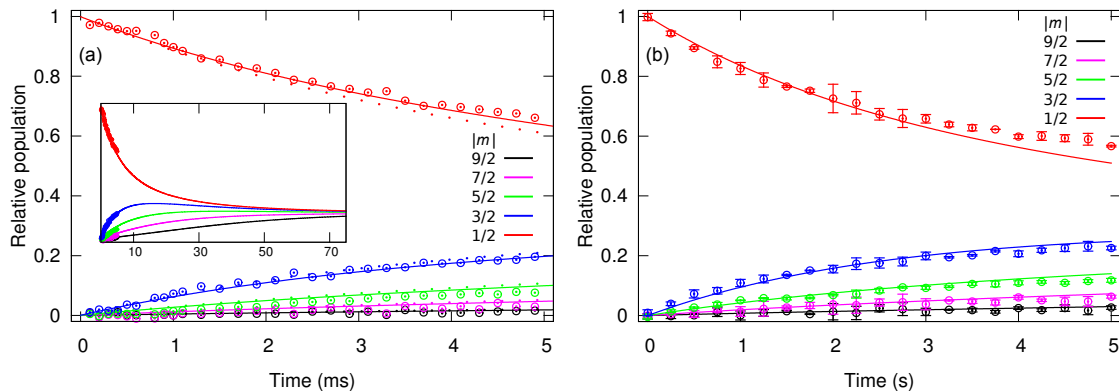 (a)
Relative population
1
0.8
0.6
0.4
0.2
0
|m|
9/2
7/2
5/2
3/2
1/2
10 30 50 70
0 1 2 3 4 5
Time (ms)
(b)
Relative population
1
0.8
0.6
0.4
0.2
0
|m|
9/2
7/2
5/2
3/2
1/2
0 1 2 3 4 5
Time (s)